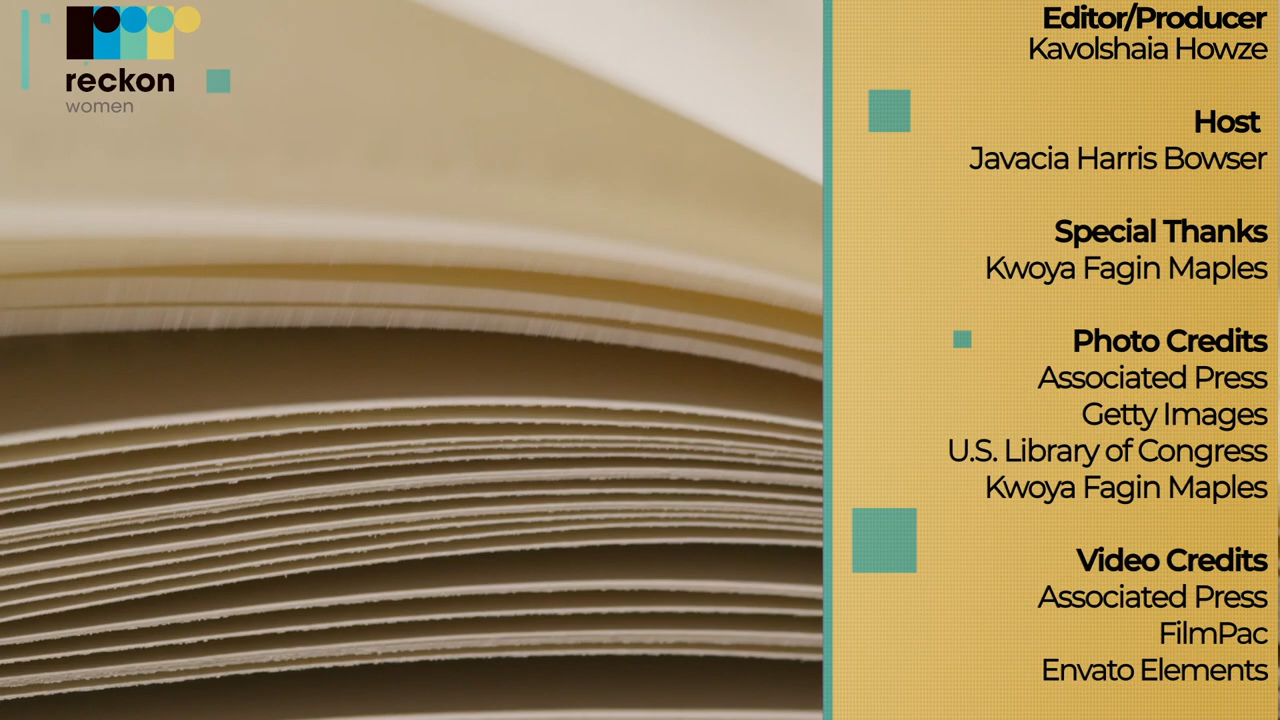 reckon
women
Editor/Producer
Kavolshaia Howze
Host
Javacia Harris Bowser
Special Thanks
Kwoya Fagin Maples
Photo Credits
Associated Press
Getty Images
U.S. Library of Congress
Kwoya Fagin Maples
Video Credits
Associated Press
FilmPac
Envato Elements